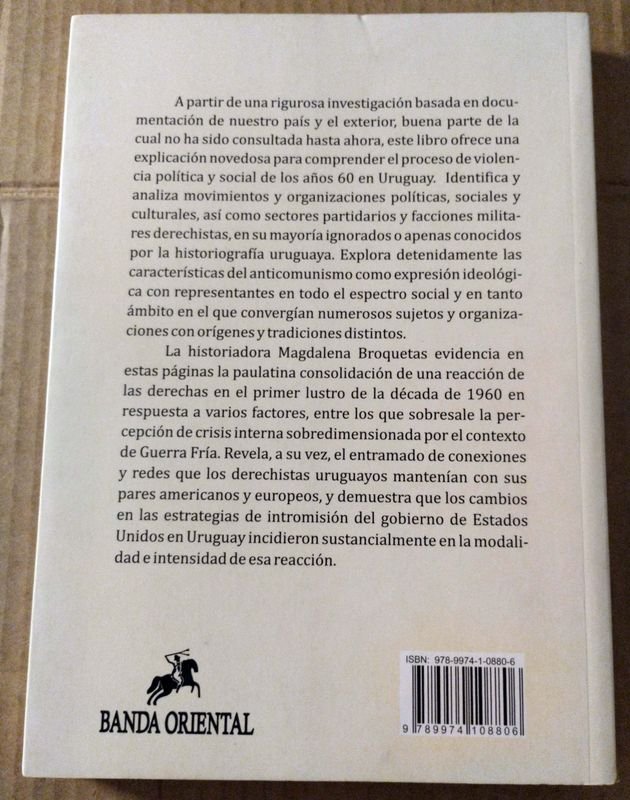 A partir de una rigurosa investigación basada en docu-
mentación de nuestro país y el exterior, buena parte de la
cual no ha sido consultada hasta ahora, este libro ofrece una
explicación novedosa para comprender el proceso de violen-
cia política y social de los años 60 en Uruguay. Identifica y
analiza movimientos y organizaciones políticas, sociales y
culturales, así como sectores partidarios y facciones milita-
res derechistas, en su mayoría ignorados o apenas conocidos
por la historiografía uruguaya. Explora detenidamente las
características del anticomunismo como expresión ideológi-
ca con representantes en todo el espectro social y en tanto
ámbito en el que convergían numerosos sujetos y organiza-
ciones con orígenes y tradiciones distintos.
La historiadora Magdalena Broquetas evidencia en
estas páginas la paulatina consolidación de una reacción de
las derechas en el primer lustro de la década de 1960 en
respuesta a varios factores, entre los que sobresale la per-
cepción de crisis interna sobredimensionada por el contexto
de Guerra Fría. Revela, a su vez, el entramado de conexiones
y redes que los derechistas uruguayos mantenían con sus
pares americanos y europeos, y demuestra que los cambios
en las estrategias de intromisión del gobierno de Estados
Unidos en Uruguay incidieron sustancialmente en la modali-
dad e intensidad de esa reacción.
BANDA ORIENTAL
ISBN: 978-9974-1-0880-6
9 789974 108806